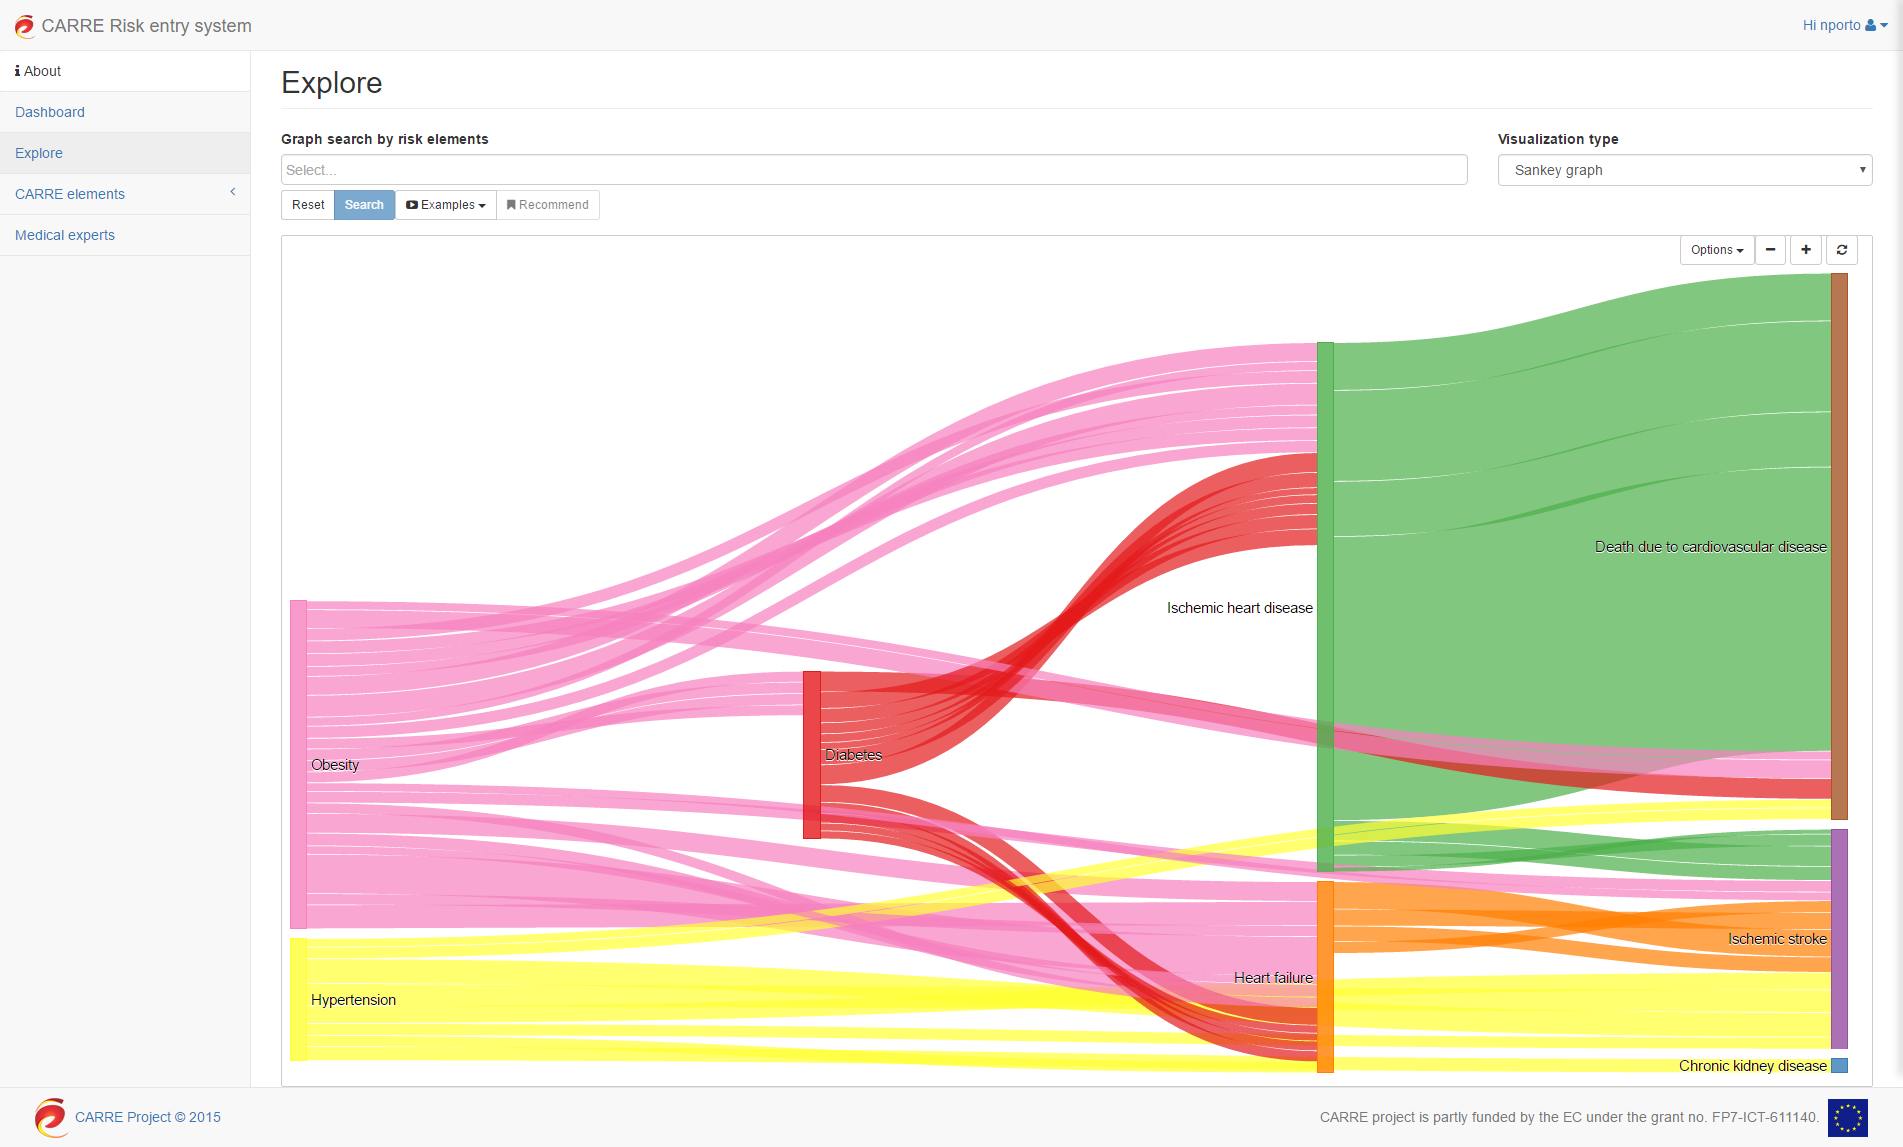 CARRE Risk entry system
Hi nporto
About
Dashboard
Explore
CARRE elements
Medical experts
Explore
Graph search by risk elements
Visualization type
Select...
Sankey graph
Reset
Search
Examples
Recommend
Options
Death due to cardiovascular disease
Ischemic heart disease
Diabetes
Obesity
Ischemic stroke
Heart failure
Hypertension
Chronic kidney disease
CARRE Project © 2015
CARRE project is partly funded by the EC under the grant no. FP7-ICT-611140.